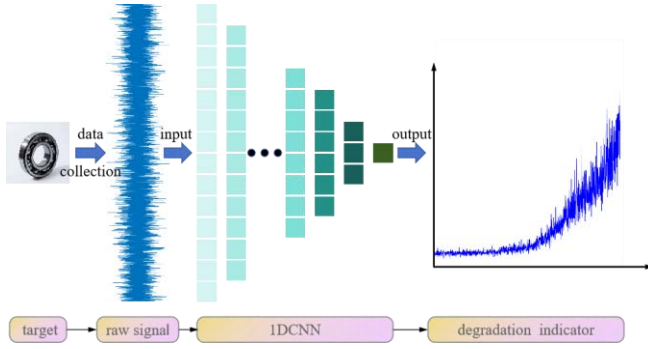 data
collection
input
output
target
raw signal
1DCNN
degradation indicator